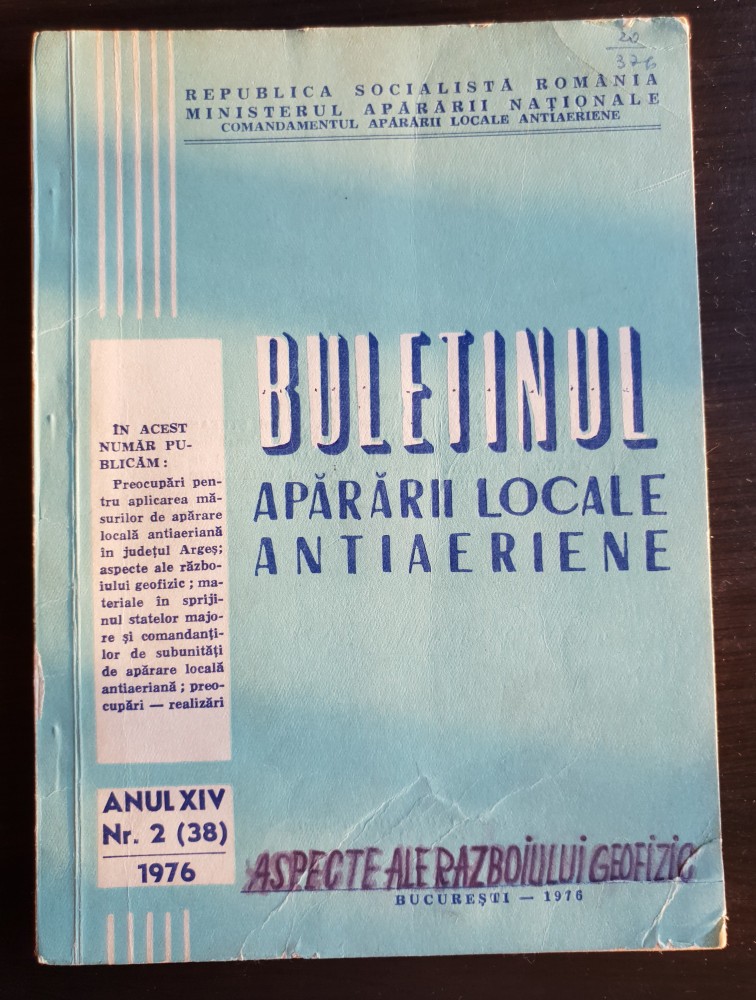 20
376
REPUBLICA SOCIALISTĂ ROMÂNIA
MINISTERUL APĂRĂRII NAȚIONALE
COMANDAMENTUL APĂRĂRII LOCALE ANTIAERIENE
BULETINUL
APĂRĂRII LOCALE
ANTIAERIENE
ÎN ACEST
NUMĂR PU-
BLICĂM:
Preocupări pen-
tru aplicarea mă-
surilor de apărare
locală antiaeriană
în județul Argeș;
aspecte ale războ-
iului geofizic; ma-
teriale în spriji-
nul statelor majo-
re și comandanți-
lor de subunități
de apărare locală
antiaeriană; preo-
cupări — realizări
ANUL XIV
Nr. 2 (38)
1976
ASPECTE ALE RAZBOIULUI GEOFIZIC
BUCUREȘTI — 1976